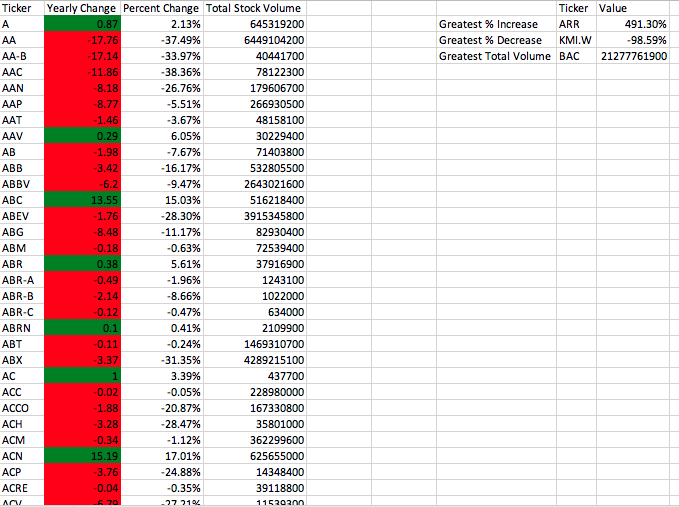 Ticker Yearly Change Percent Change Total Stock Volume Ticker Value
A 0.87 2.13% 645319200 Greatest % Increase ARR 491.30%
AA -17.76 -37.49% 6449104200 Greatest % Decrease KMI.W -98.59%
AA-B -17.14 -33.97% 40441700 Greatest Total Volume BAC 21277761900
AAC -11.86 -38.36% 78122300
AAN -8.18 -26.76% 179606700
AAP -8.77 -5.51% 266930500
AAT -1.46 -3.67% 48158100
AAV 0.29 6.05% 30229400
AB -1.98 -7.67% 71403800
ABB -3.42 -16.17% 532805500
ABBV -6.2 -9.47% 2643021600
ABC 13.55 15.03% 516218400
ABEV -1.76 -28.30% 3915345800
ABG -8.48 -11.17% 82930400
ABM -0.18 -0.63% 72539400
ABR 0.38 5.61% 37916900
ABR-A -0.49 -1.96% 1243100
ABR-B -2.14 -8.66% 1022000
ABR-C -0.12 -0.47% 634000
ABRN 0.1 0.41% 2109900
ABT -0.11 -0.24% 1469310700
ABX -3.37 -31.35% 4289215100
AC 1 3.39% 437700
ACC -0.02 -0.05% 228980000
ACCO -1.88 -20.87% 167330800
ACH -3.28 -28.47% 35801000
ACM -0.34 -1.12% 362299600
ACN 15.19 17.01% 625655000
ACP -3.76 -24.88% 14348400
ACRE -0.04 -0.35% 39118800
ACV -6.79 -27.21% 11539300